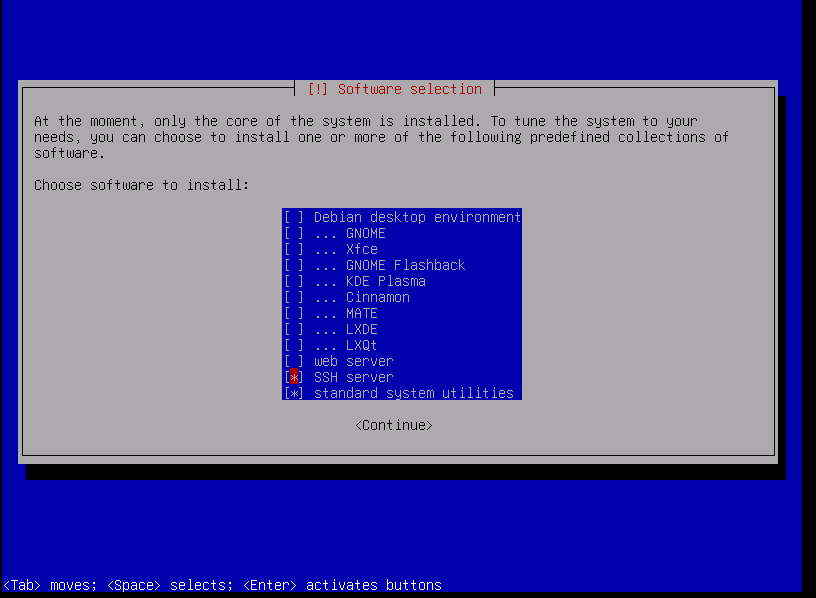 [!] Software selection
At the moment, only the core of the system is installed. To tune the system to your
needs, you can choose to install one or more of the following predefined collections of
software.
Choose software to install:
[ ] Debian desktop environment
[ ] ... GNOME
[ ] ... Xfce
[ ] ... GNOME Flashback
[ ] ... KDE Plasma
[ ] ... Cinnamon
[ ] ... MATE
[ ] ... LXDE
[ ] ... LXQt
[ ] web server
[*] SSH server
[*] standard system utilities
<Continue>
<Tab> moves; <Space> selects; <Enter> activates buttons